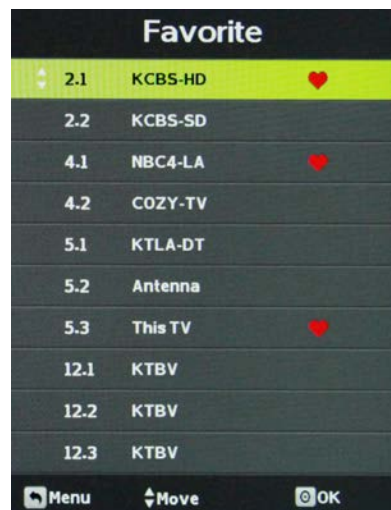 Favorite
2.1 KCBS-HD
2.2 KCBS-SD
4.1 NBC4-LA
4.2 COZY-TV
5.1 KTLA-DT
5.2 Antenna
5.3 This TV
12.1 KTBV
12.2 KTBV
12.3 KTBV
Menu Move OK